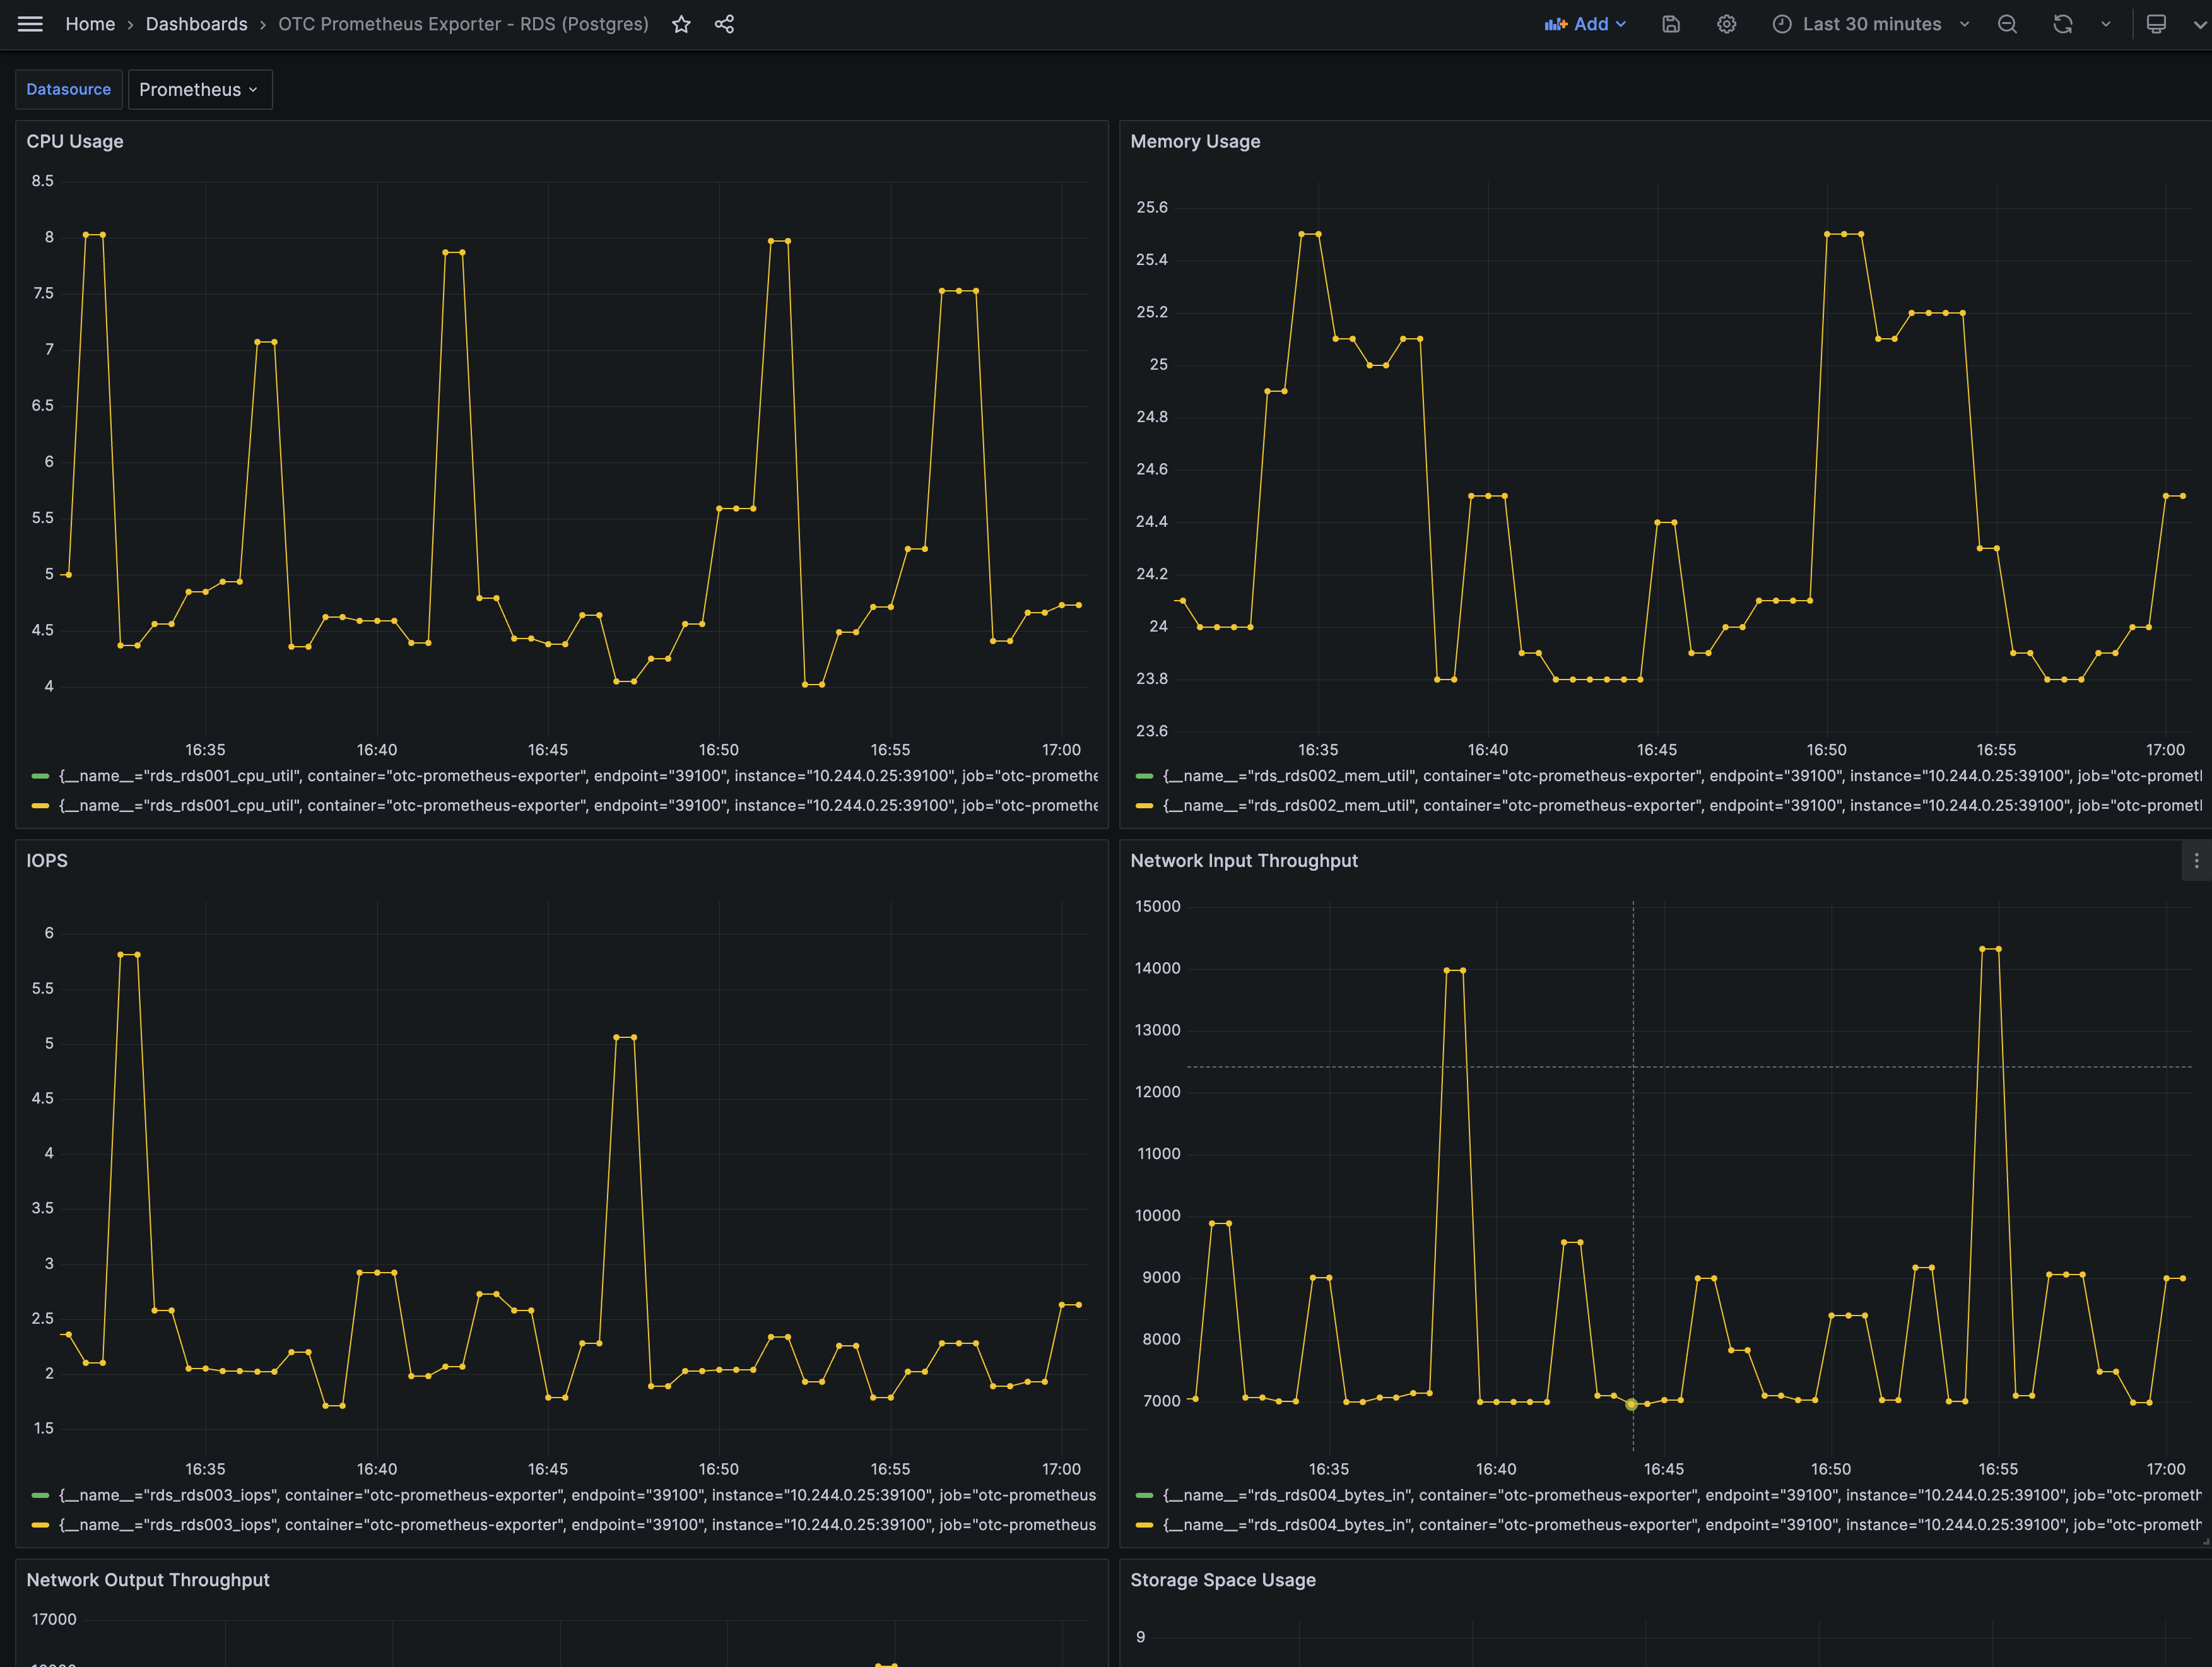 Home › Dashboards › OTC Prometheus Exporter - RDS (Postgres) Add Last 30 minutes
Datasource Prometheus
CPU Usage
8.5
8
7.5
7
6.5
6
5.5
5
4.5
4
16:35 16:40 16:45 16:50 16:55 17:00
{__name__="rds_rds001_cpu_util", container="otc-prometheus-exporter", endpoint="39100", instance="10.244.0.25:39100", job="otc-promethe
{__name__="rds_rds001_cpu_util", container="otc-prometheus-exporter", endpoint="39100", instance="10.244.0.25:39100", job="otc-promethe
Memory Usage
25.6
25.4
25.2
25
24.8
24.6
24.4
24.2
24
23.8
23.6
16:35 16:40 16:45 16:50 16:55 17:00
{__name__="rds_rds002_mem_util", container="otc-prometheus-exporter", endpoint="39100", instance="10.244.0.25:39100", job="otc-promet
{__name__="rds_rds002_mem_util", container="otc-prometheus-exporter", endpoint="39100", instance="10.244.0.25:39100", job="otc-promet
IOPS
6
5.5
5
4.5
4
3.5
3
2.5
2
1.5
16:35 16:40 16:45 16:50 16:55 17:00
{__name__="rds_rds003_iops", container="otc-prometheus-exporter", endpoint="39100", instance="10.244.0.25:39100", job="otc-prometheus
{__name__="rds_rds003_iops", container="otc-prometheus-exporter", endpoint="39100", instance="10.244.0.25:39100", job="otc-prometheus
Network Input Throughput
15000
14000
13000
12000
11000
10000
9000
8000
7000
16:35 16:40 16:45 16:50 16:55 17:00
{__name__="rds_rds004_bytes_in", container="otc-prometheus-exporter", endpoint="39100", instance="10.244.0.25:39100", job="otc-prometh
{__name__="rds_rds004_bytes_in", container="otc-prometheus-exporter", endpoint="39100", instance="10.244.0.25:39100", job="otc-prometh
Network Output Throughput
17000
Storage Space Usage
9